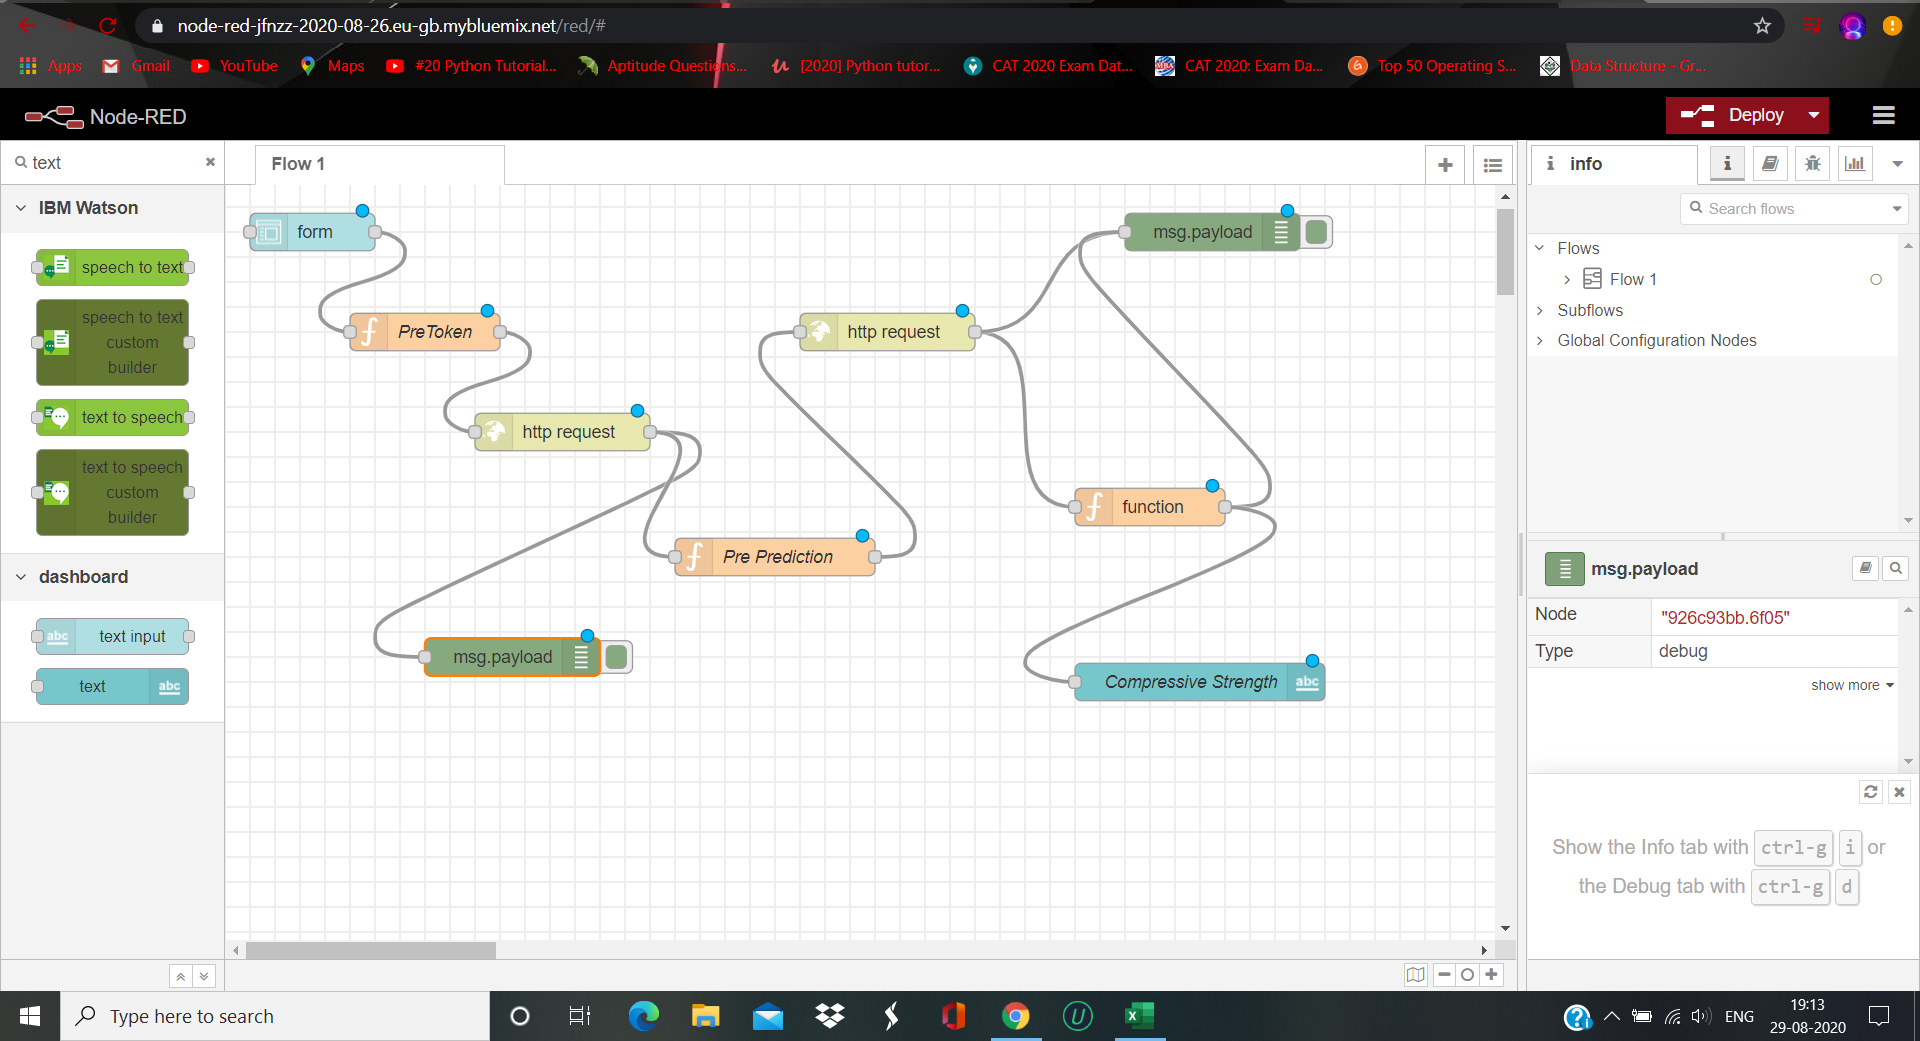 node-red-jfnzz-2020-08-26.eu-gb.mybluemix.net/red/#
Apps
Gmail
YouTube
Maps
#20 Python Tutorial...
Aptitude Questions...
[2020] Python tutor...
CAT 2020 Exam Dat...
CAT 2020: Exam Da...
Top 50 Operating S...
Data Structure - Gr...
Node-RED
Deploy
text
Flow 1
info
IBM Watson
speech to text
speech to text
custom
builder
text to speech
text to speech
custom
builder
dashboard
text input
abc
text
abc
form
PreToken
http request
Pre Prediction
msg.payload
http request
msg.payload
function
Compressive Strength
abc
Search flows
Flows
Flow 1
Subflows
Global Configuration Nodes
msg.payload
Node
"926c93bb.6f05"
Type
debug
show more
Show the Info tab with ctrl-g i or
the Debug tab with ctrl-g d
Type here to search
ENG
19:13
29-08-2020